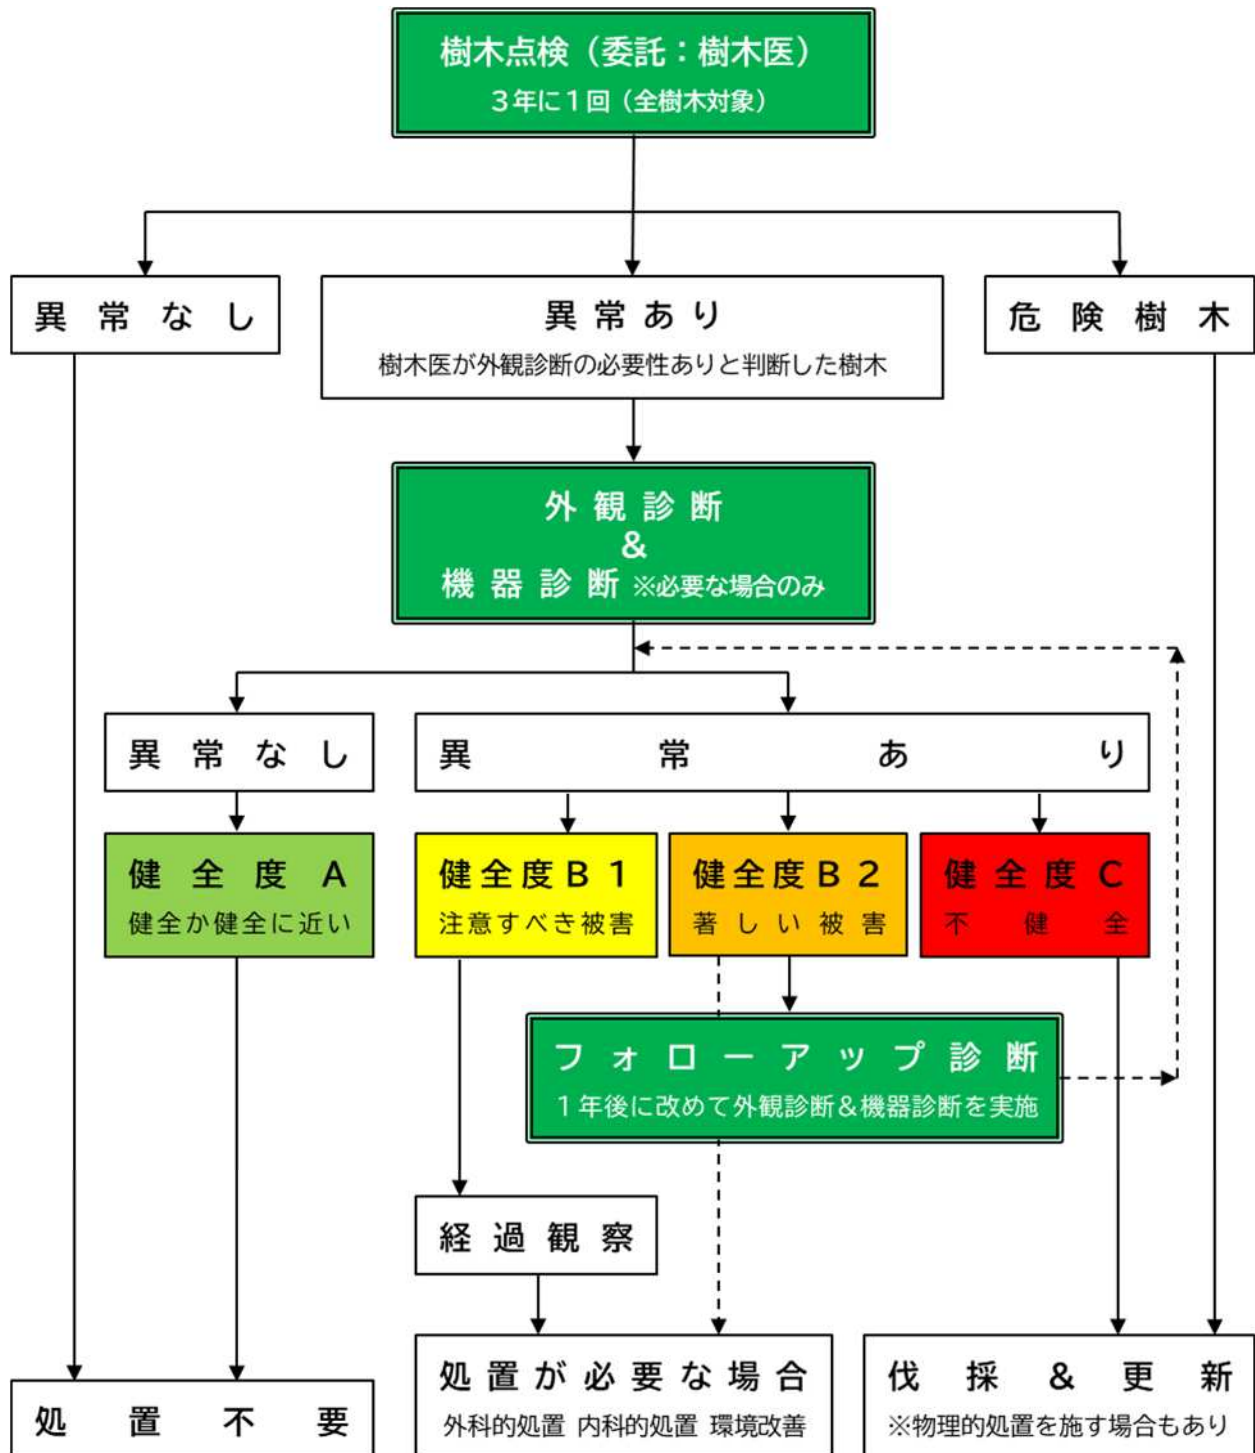 樹木点検（委託：樹木医）
３年に１回（全樹木対象）
異常なし
異常あり
樹木医が外観診断の必要性ありと判断した樹木
危険樹木
外観診断
＆
機器診断 ※必要な場合のみ
異常なし
異常あり
健全度Ａ
健全か健全に近い
健全度Ｂ１
注意すべき被害
健全度Ｂ２
著しい被害
健全度Ｃ
不健全
フォローアップ診断
１年後に改めて外観診断＆機器診断を実施
経過観察
処置不要
処置が必要な場合
外科的処置 内科的処置 環境改善
伐採＆更新
※物理的処置を施す場合もあり